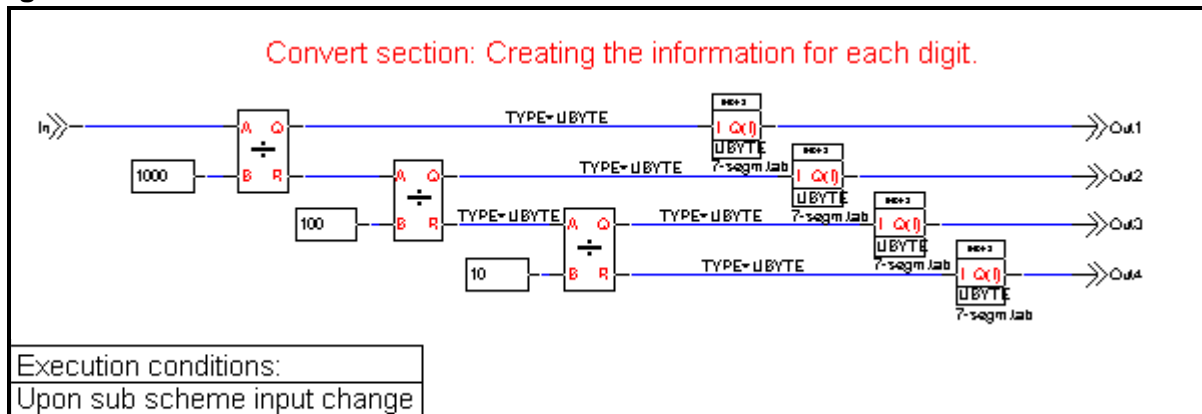 Convert section: Creating the information for each digit.
In
A Q
B R
1000
TYPE=UBYTE
I Q(I)
UBYTE
7-segm.tab
Out1
A Q
B R
100
TYPE=UBYTE
I Q(I)
UBYTE
7-segm.tab
Out2
TYPE=UBYTE
A Q
B R
10
TYPE=UBYTE
I Q(I)
UBYTE
7-segm.tab
Out3
TYPE=UBYTE
I Q(I)
UBYTE
7-segm.tab
Out4
Execution conditions:
Upon sub scheme input change